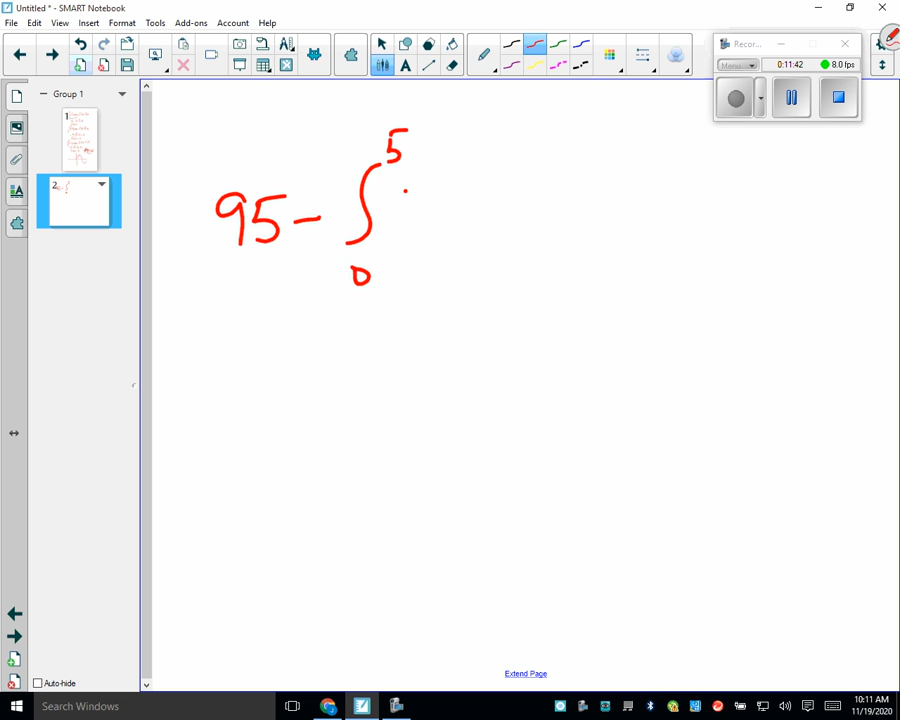 Untitled * - SMART Notebook
File Edit View Insert Format Tools Add-ons Account Help
Recor...
Menu
0:11:42
8.0 fps
Group 1
1
2
95 - ∫
5
0
Auto-hide
Extend Page
Search Windows
10:11 AM
11/19/2020